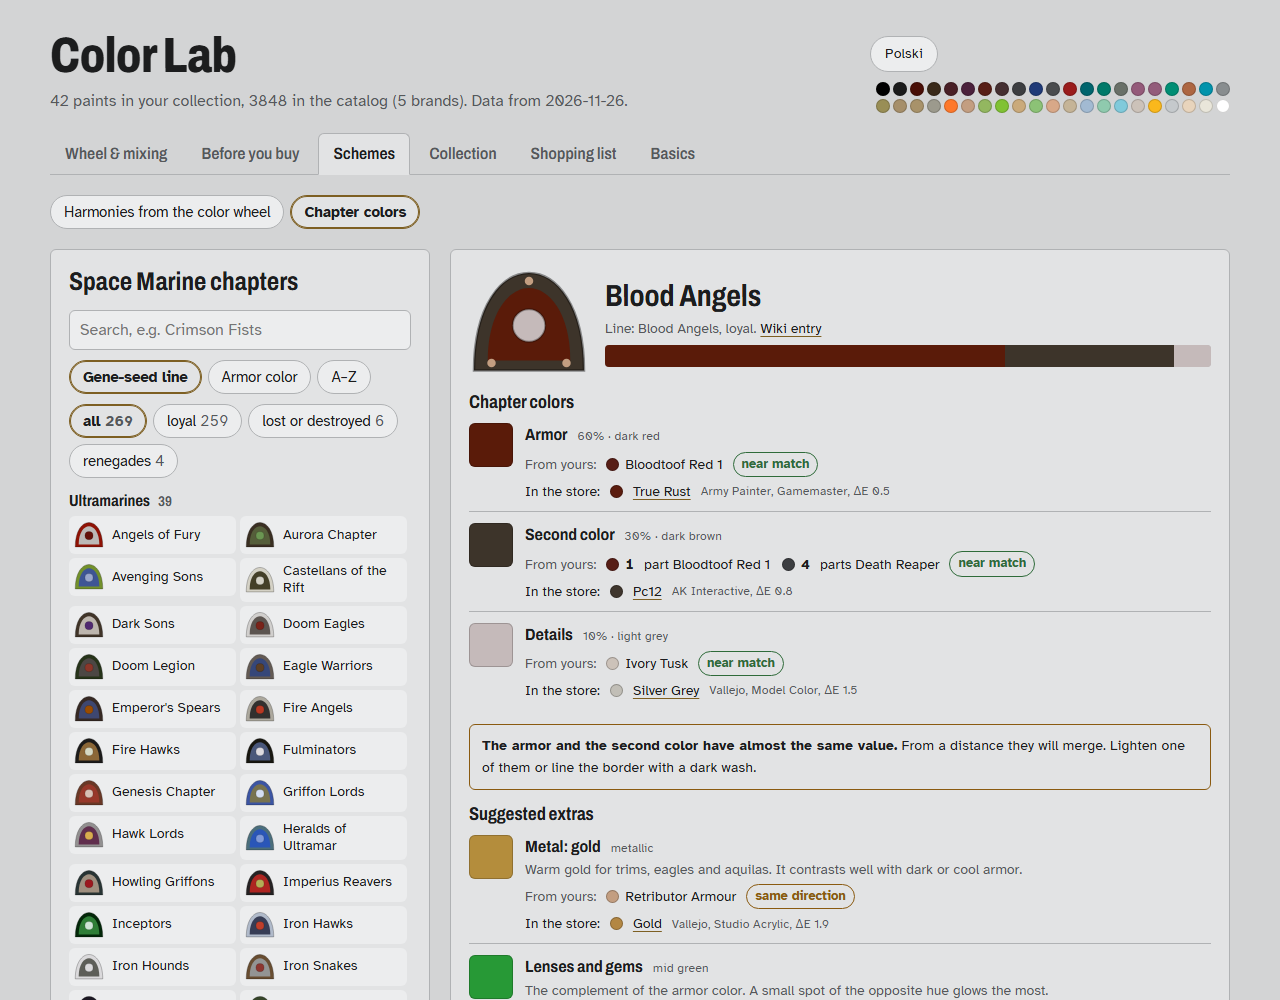 Color Lab
Polski
42 paints in your collection, 3848 in the catalog (5 brands). Data from 2026-11-26.
Wheel & mixing
Before you buy
Schemes
Collection
Shopping list
Basics
Harmonies from the color wheel
Chapter colors
Space Marine chapters
Search, e.g. Crimson Fists
Gene-seed line
Armor color
A–Z
all 269
loyal 259
lost or destroyed 6
renegades 4
Ultramarines 39
Angels of Fury
Aurora Chapter
Avenging Sons
Castellans of the
Rift
Dark Sons
Doom Eagles
Doom Legion
Eagle Warriors
Emperor's Spears
Fire Angels
Fire Hawks
Fulminators
Genesis Chapter
Griffon Lords
Hawk Lords
Heralds of
Ultramar
Howling Griffons
Imperius Reavers
Inceptors
Iron Hawks
Iron Hounds
Iron Snakes
Blood Angels
Line: Blood Angels, loyal. Wiki entry
Chapter colors
Armor 60% · dark red
From yours: Bloodtoof Red 1 near match
In the store: True Rust Army Painter, Gamemaster, ΔE 0.5
Second color 30% · dark brown
From yours: 1 part Bloodtoof Red 1 4 parts Death Reaper near match
In the store: Pc12 AK Interactive, ΔE 0.8
Details 10% · light grey
From yours: Ivory Tusk near match
In the store: Silver Grey Vallejo, Model Color, ΔE 1.5
The armor and the second color have almost the same value. From a distance they will merge. Lighten one
of them or line the border with a dark wash.
Suggested extras
Metal: gold metallic
Warm gold for trims, eagles and aquilas. It contrasts well with dark or cool armor.
From yours: Retributor Armour same direction
In the store: Gold Vallejo, Studio Acrylic, ΔE 1.9
Lenses and gems mid green
The complement of the armor color. A small spot of the opposite hue glows the most.